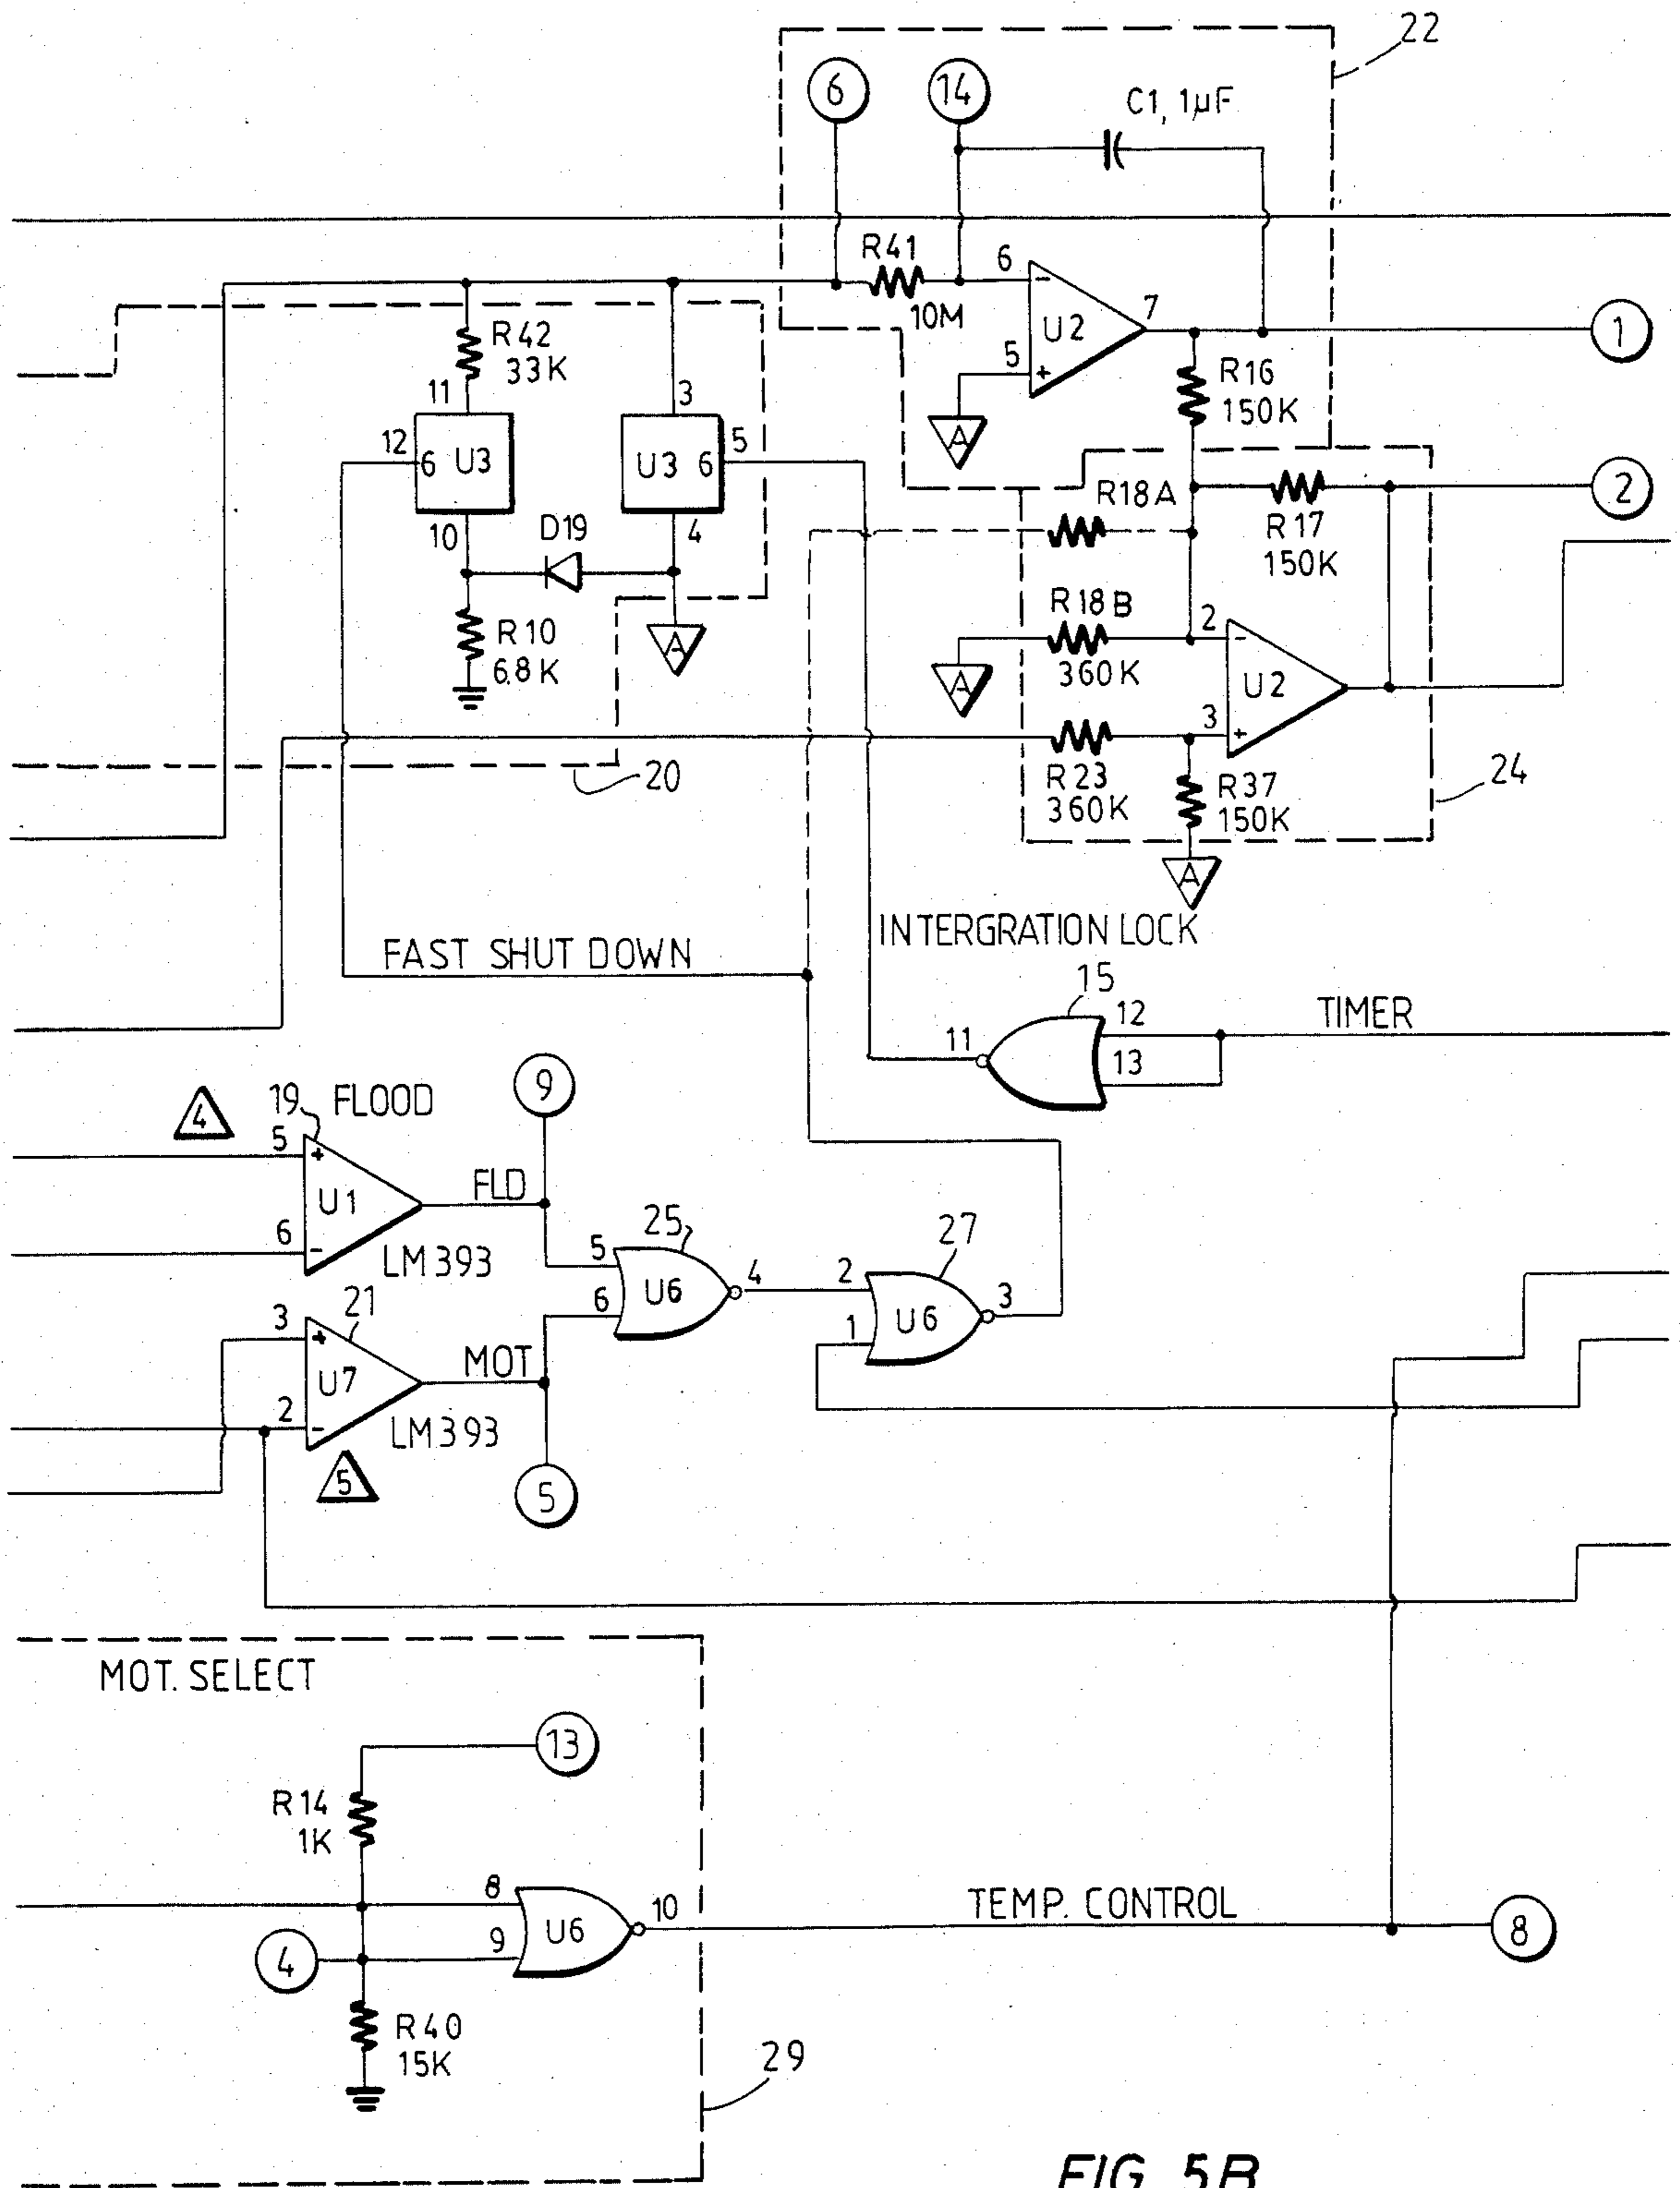 22
6
14
C1, 1µF
R41
10M
6
-
U2
7
5
+
1
A
R42
33K
11
3
12
6
U3
U3
6
5
10
D19
4
R10
6.8K
A
R16
150K
R18A
2
R17
150K
R18B
360K
A
2
-
U2
3
+
R23
360K
R37
150K
A
20
24
INTERGRATION LOCK
FAST SHUT DOWN
15
12
TIMER
11
13
4
19
FLOOD
9
5
+
U1
FLD
6
-
LM393
25
5
U6
4
6
27
2
U6
3
1
21
3
+
U7
MOT
2
-
LM393
5
5
MOT. SELECT
13
R14
1K
8
U6
10
9
4
TEMP. CONTROL
8
R40
15K
29
FIG. 5B